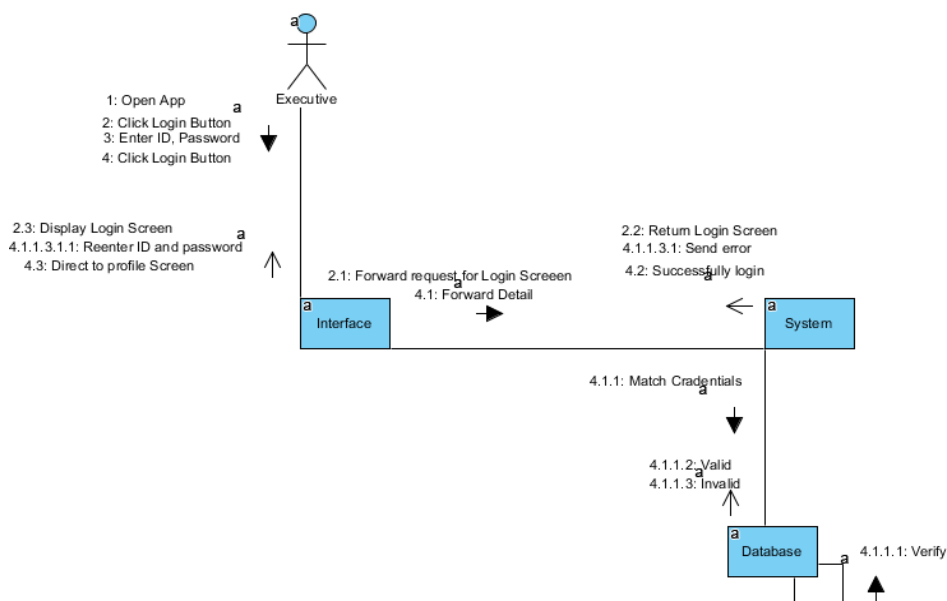 a
Executive
1: Open App
a
2: Click Login Button
3: Enter ID, Password
4: Click Login Button
2.3: Display Login Screen
a
4.1.1.3.1.1: Reenter ID and password
4.3: Direct to profile Screen
2.2: Return Login Screen
4.1.1.3.1: Send error
4.2: Successfully login
a
2.1: Forward request for Login Screeen
a
4.1: Forward Detail
a
Interface
a
System
4.1.1: Match Cradentials
a
4.1.1.2: Valid
a
4.1.1.3: Invalid
a
Database
a
4.1.1.1: Verify